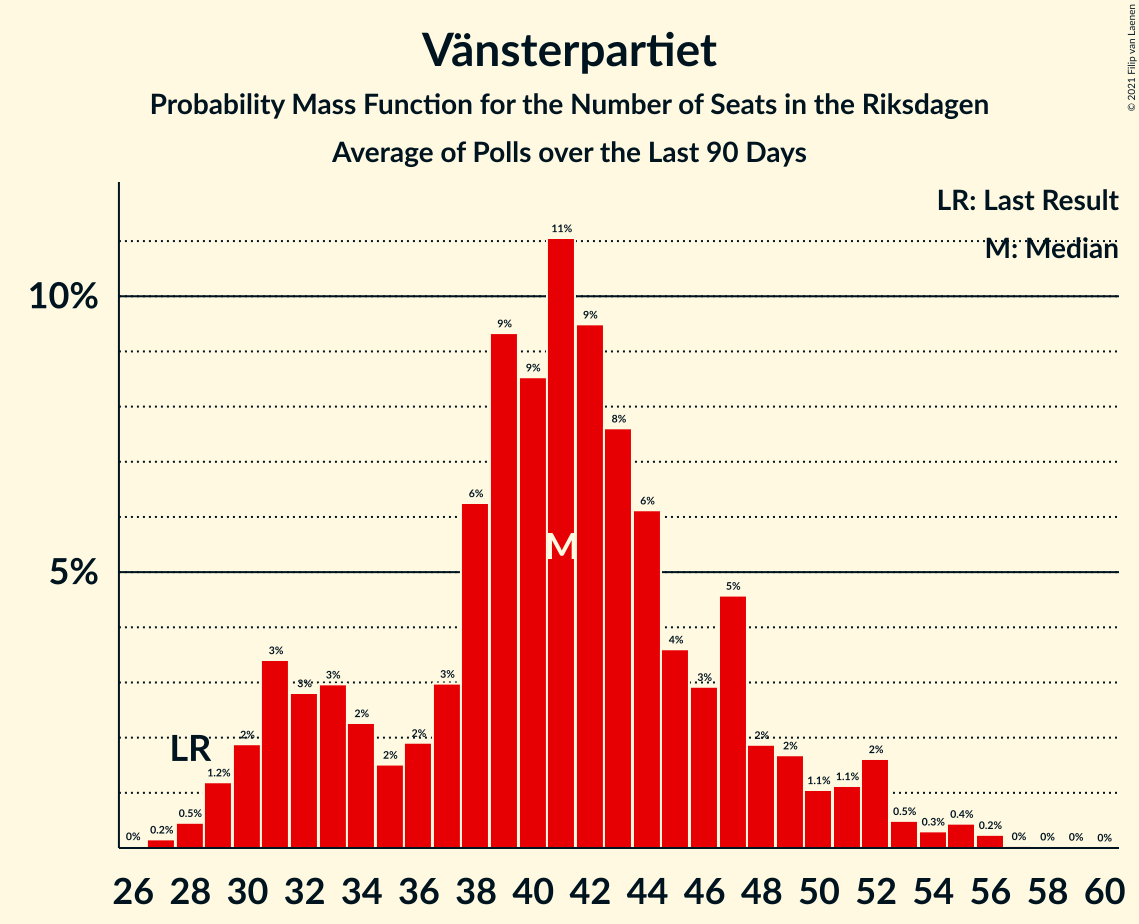 © 2021 Filip van Laenen
Vänsterpartiet
Probability Mass Function for the Number of Seats in the Riksdagen
Average of Polls over the Last 90 Days
LR: Last Result
M: Median
10%
5%
LR
M
0% 0.2% 0.5% 1.2% 2% 3% 3% 3% 2% 2% 2% 3% 6% 9% 9% 11% 9% 8% 6% 4% 3% 5% 2% 2% 1.1% 1.1% 2% 0.5% 0.3% 0.4% 0.2% 0% 0% 0% 0%
26 28 30 32 34 36 38 40 42 44 46 48 50 52 54 56 58 60